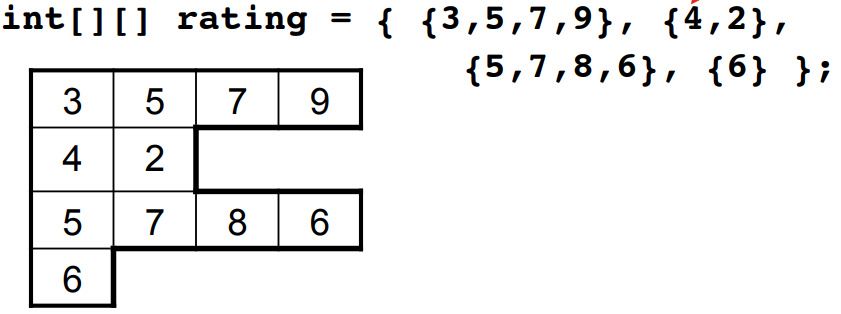 int[][] rating = { {3,5,7,9}, {4,2},
{5,7,8,6}, {6} };
3 5 7 9
4 2
5 7 8 6
6